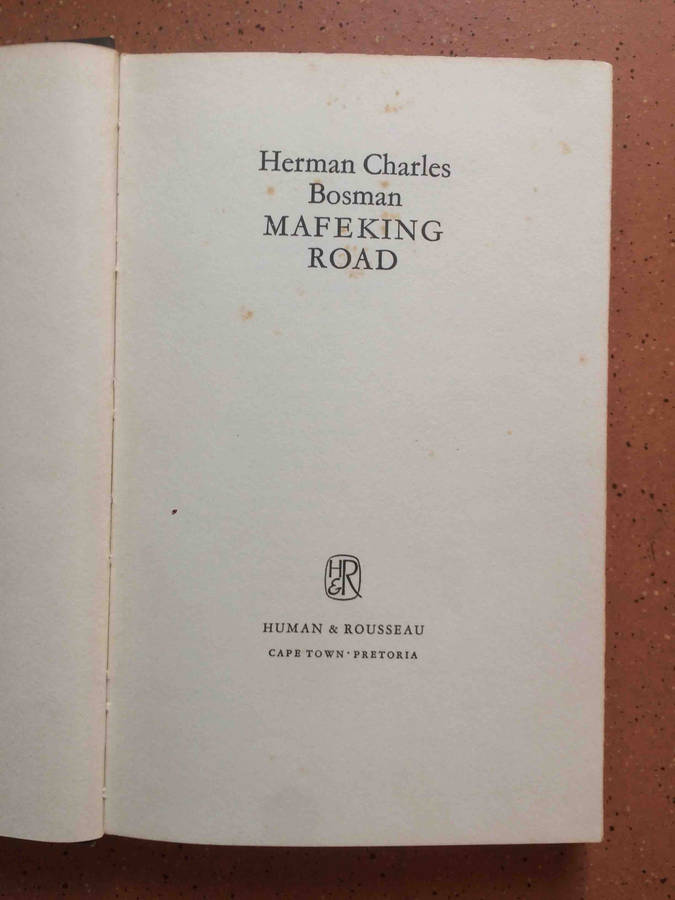 Herman Charles
Bosman
MAFEKING
ROAD
H&R
HUMAN & ROUSSEAU
CAPE TOWN · PRETORIA